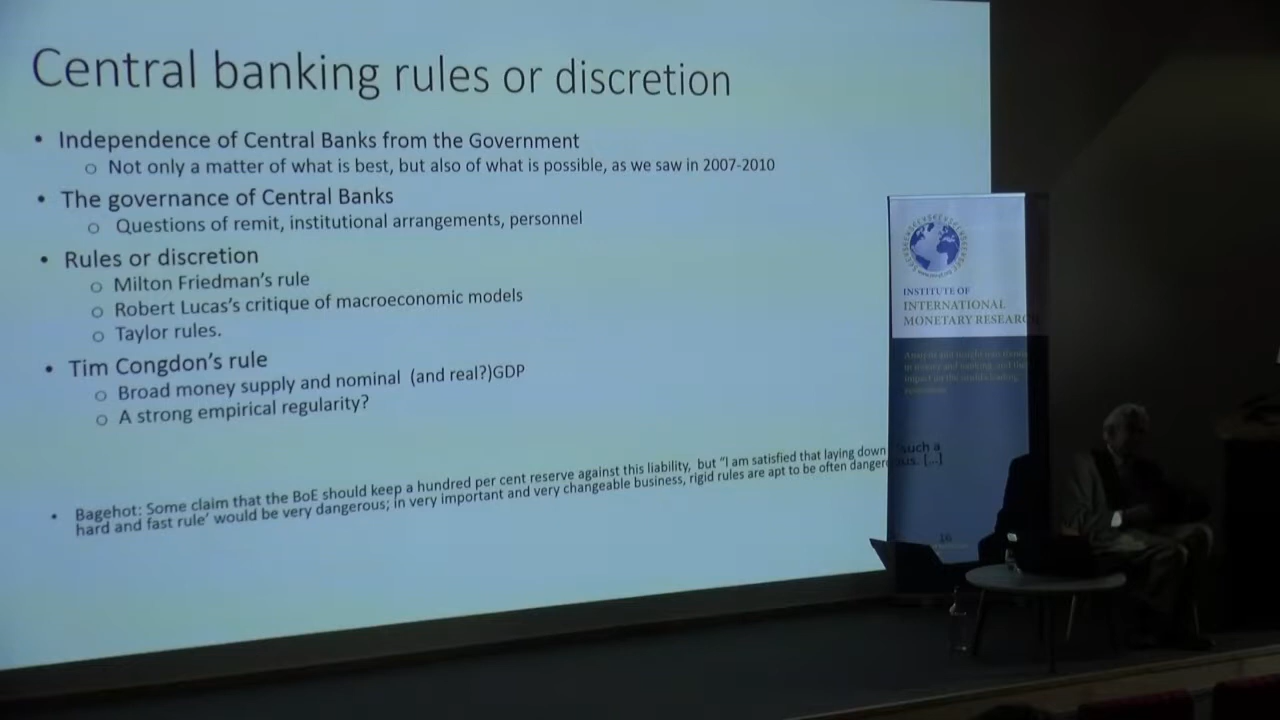 Central banking rules or discretion
• Independence of Central Banks from the Government
o Not only a matter of what is best, but also of what is possible, as we saw in 2007-2010
• The governance of Central Banks
o Questions of remit, institutional arrangements, personnel
• Rules or discretion
o Milton Friedman's rule
o Robert Lucas's critique of macroeconomic models
o Taylor rules.
• Tim Congdon's rule
o Broad money supply and nominal (and real?)GDP
o A strong empirical regularity?
• Bagehot: Some claim that the BoE should keep a hundred per cent reserve against this liability, but "I am satisfied that laying down such a
hard and fast rule' would be very dangerous; in very important and very changeable business, rigid rules are apt to be often dangerous. [...]
16
INSTITUTE OF
INTERNATIONAL
MONETARY RESEARCH